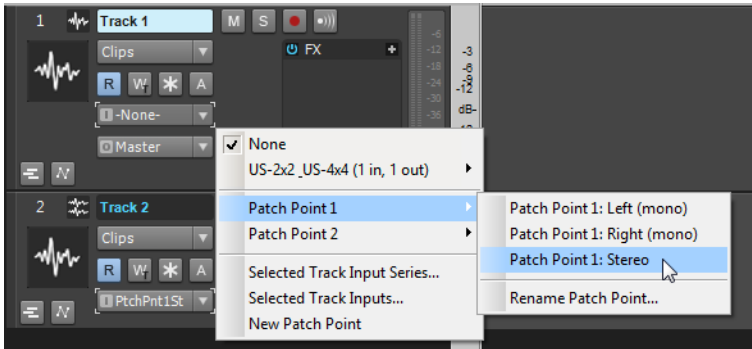 1 Track 1 M S
Clips
FX +
R W A
I -None-
O Master
-6
-12
-18
-24
-30
-36
-3
-6
-9
-12
dB-
None
US-2x2 _US-4x4 (1 in, 1 out)
Patch Point 1
Patch Point 2
Selected Track Input Series...
Selected Track Inputs...
New Patch Point
Patch Point 1: Left (mono)
Patch Point 1: Right (mono)
Patch Point 1: Stereo
Rename Patch Point...
2 Track 2
Clips
R W A
I PtchPnt1St